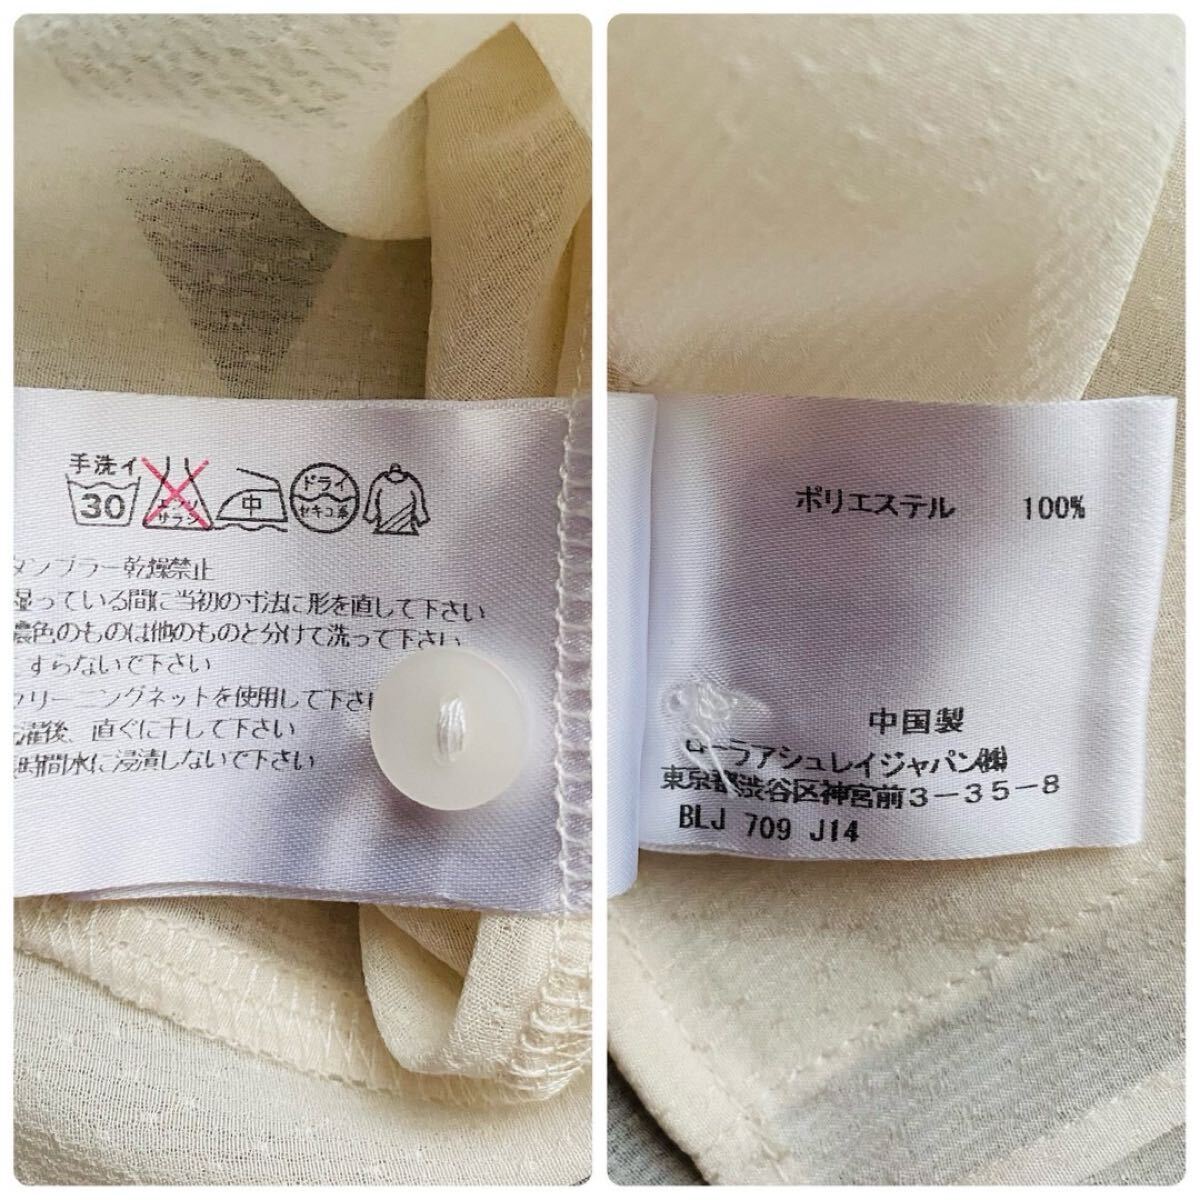 手洗イ
30 エンソ サラシ 中 ドライ セキユ系
タンブラー乾燥禁止
湿っている間に当初の寸法に形を直して下さい
濃色のものは他のものと分けて洗って下さい
こすらないで下さい
クリーニングネットを使用して下さい
洗濯後、直ぐに干して下さい
長時間水に浸漬しないで下さい
ポリエステル 100%
中国製
ローラアシュレイジャパン㈱
東京都渋谷区神宮前3-35-8
BLJ 709 J14